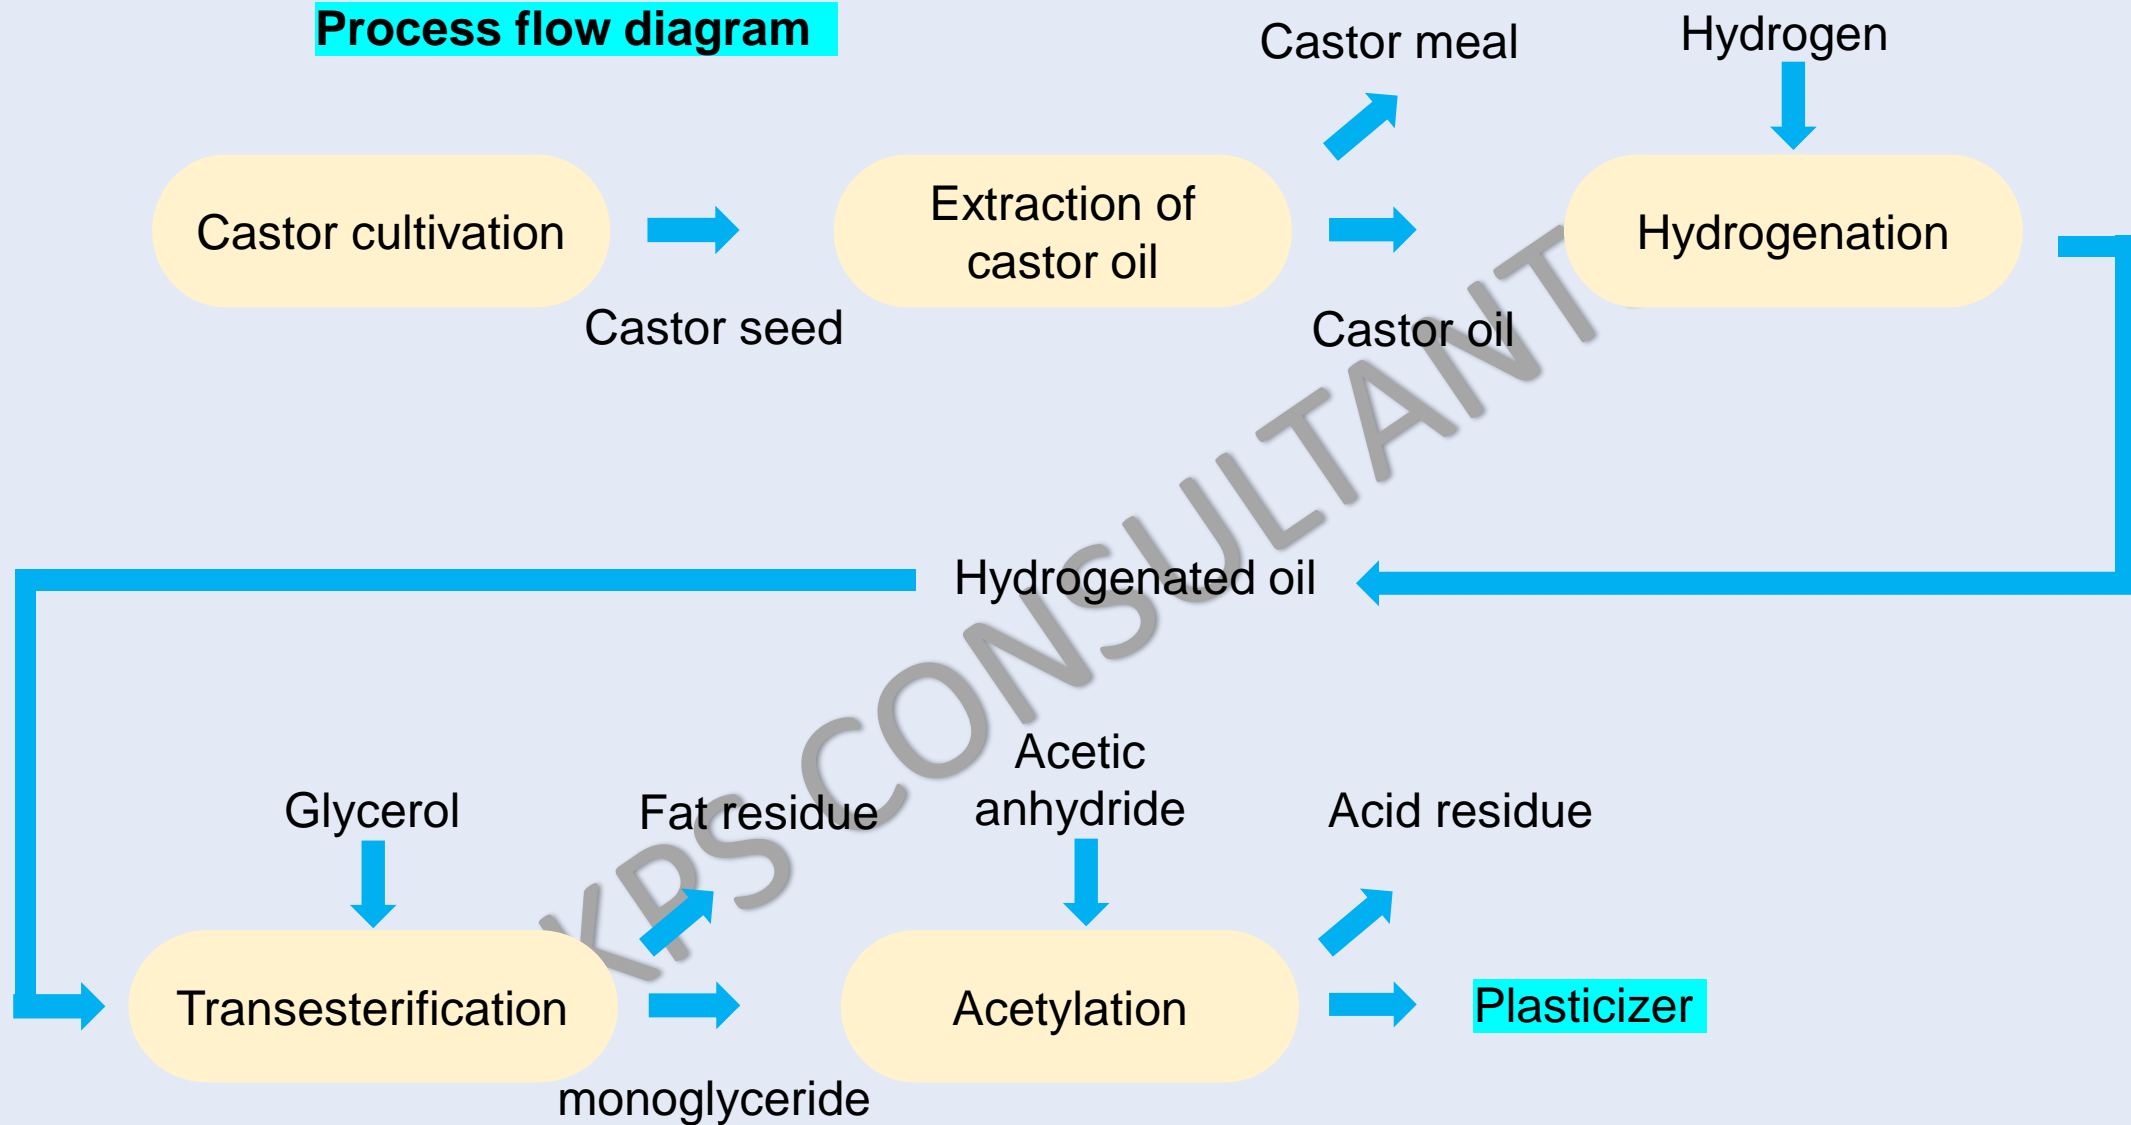 Process flow diagram
Castor meal
Hydrogen
Castor cultivation
Extraction of
castor oil
Hydrogenation
Castor seed
Castor oil
Hydrogenated oil
Glycerol
Fat residue
Acetic
anhydride
Acid residue
Transesterification
Acetylation
Plasticizer
monoglyceride
KPS CONSULTANT